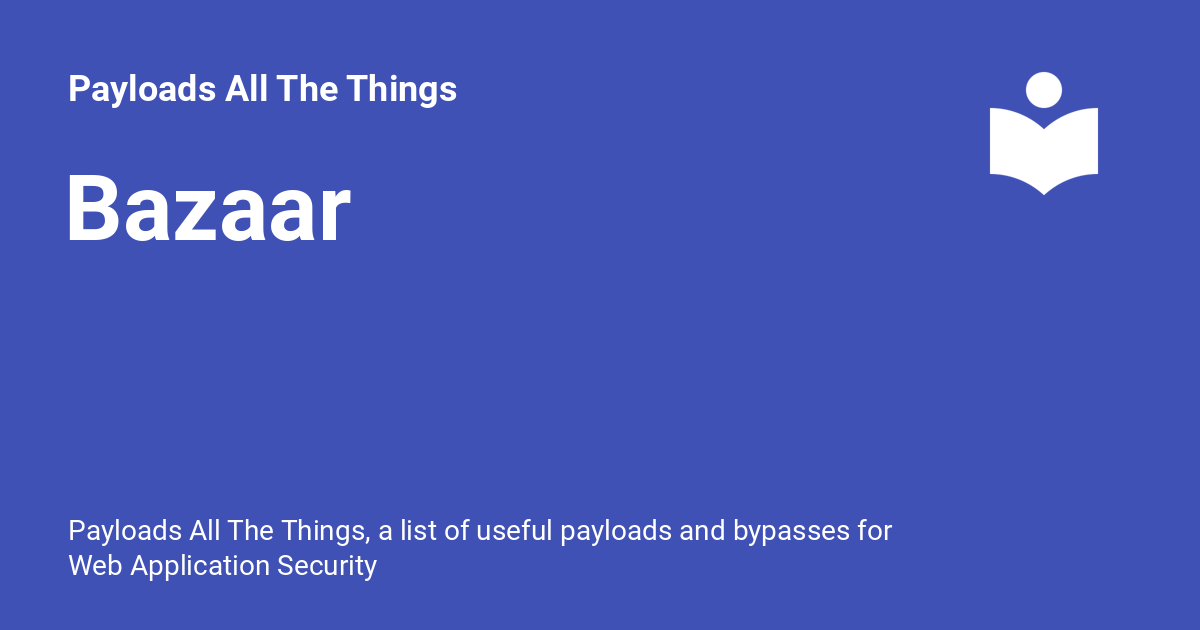 Payloads All The Things
Bazaar
Payloads All The Things, a list of useful payloads and bypasses for
Web Application Security